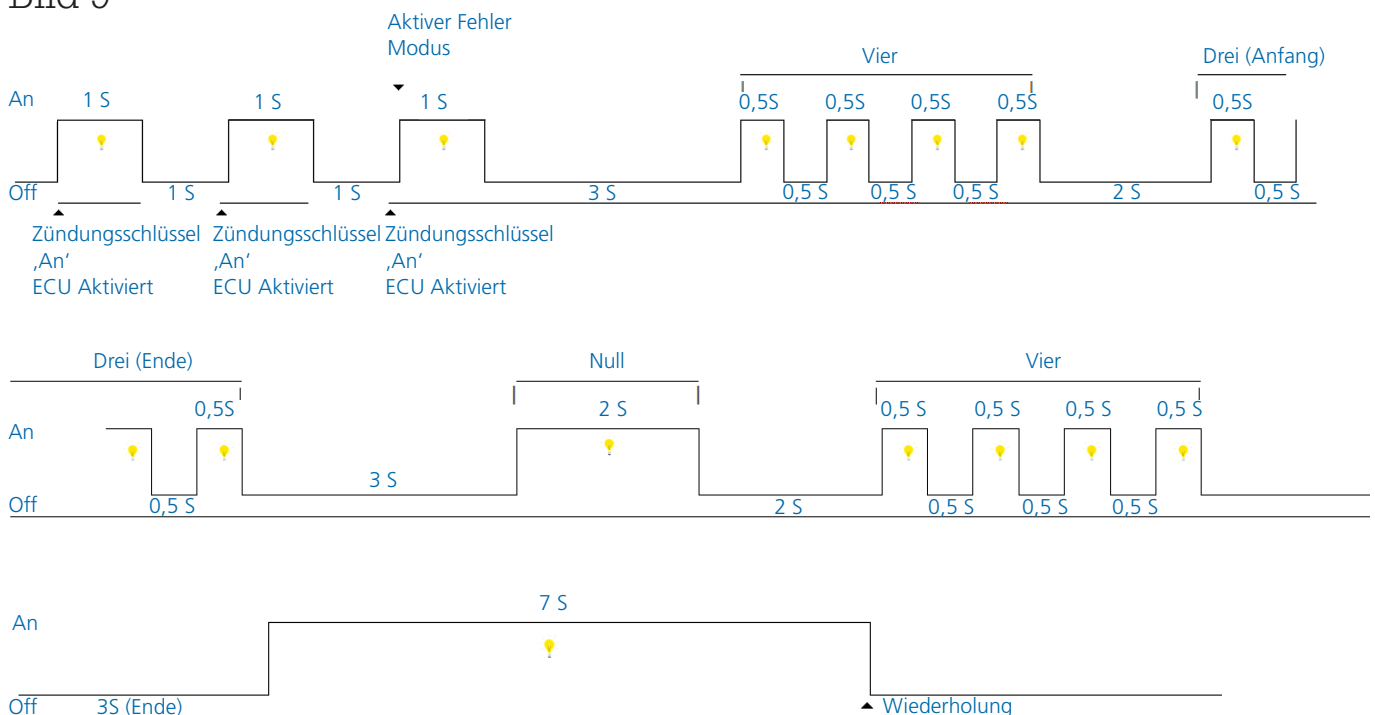 Aktiver Fehler
Modus
Vier
Drei (Anfang)
An
1 S
1 S
1 S
0,5S
0,5S
0,5S
0,5S
0,5S
Off
1 S
1 S
3 S
0,5 S
0,5 S
0,5 S
2 S
0,5 S
Zündungsschlüssel
‚An‘
ECU Aktiviert
Zündungsschlüssel
‚An‘
ECU Aktiviert
Zündungsschlüssel
‚An‘
ECU Aktiviert
Drei (Ende)
Null
Vier
0,5S
2 S
0,5 S
0,5 S
0,5 S
0,5 S
An
3 S
Off
0,5 S
2 S
0,5 S
0,5 S
0,5 S
7 S
An
Off
3S (Ende)
Wiederholung